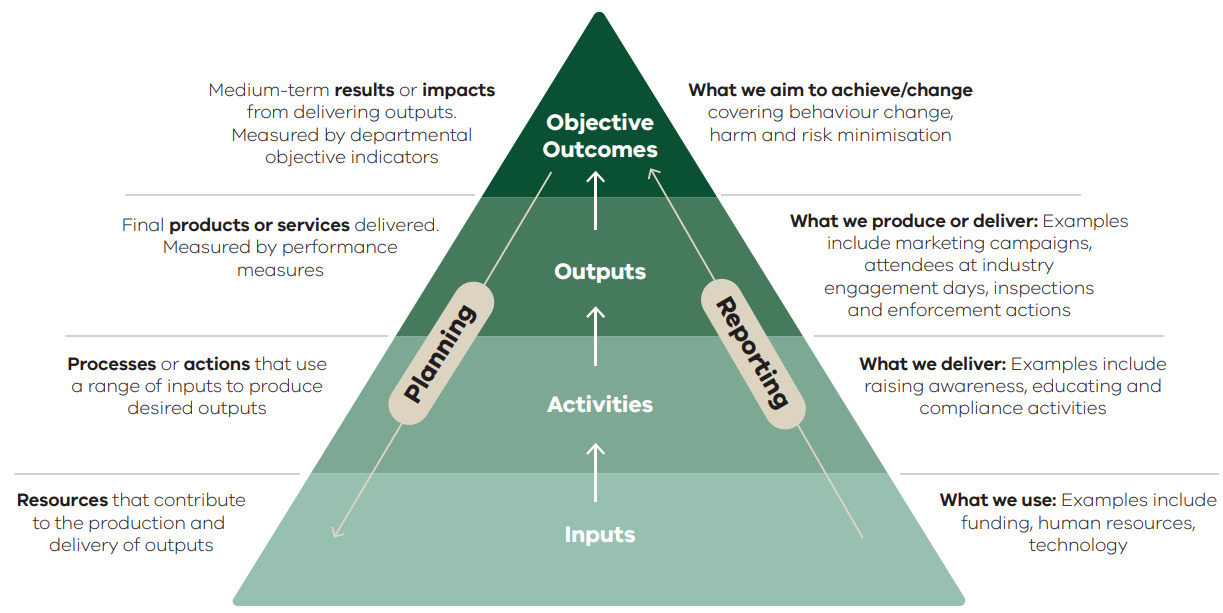 Medium-term results or impacts
from delivering outputs.
Measured by departmental
objective indicators
Objective
Outcomes
What we aim to achieve/change
covering behaviour change,
harm and risk minimisation
Final products or services delivered.
Measured by performance
measures
Outputs
What we produce or deliver: Examples
include marketing campaigns,
attendees at industry
engagement days, inspections
and enforcement actions
Planning
Reporting
Processes or actions that use
a range of inputs to produce
desired outputs
Activities
What we deliver: Examples include
raising awareness, educating and
compliance activities
Resources that contribute
to the production and
delivery of outputs
Inputs
What we use: Examples include
funding, human resources,
technology